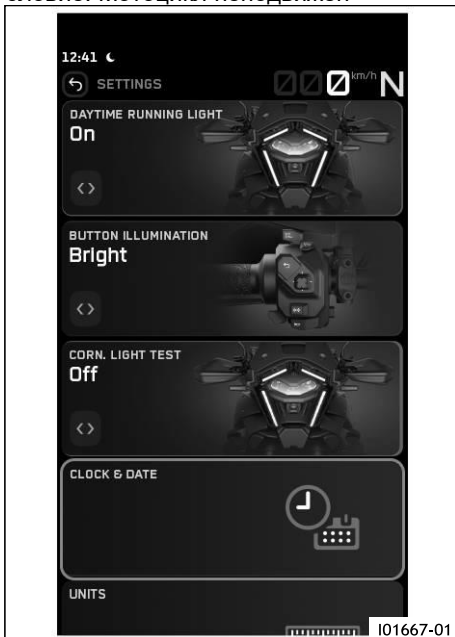 12:41
SETTINGS
000 km/h N
DAYTIME RUNNING LIGHT
On
BUTTON ILLUMINATION
Bright
CORN. LIGHT TEST
Off
CLOCK & DATE
UNITS
I01667-01